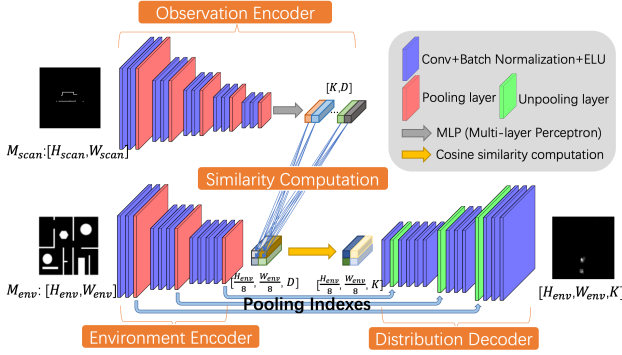 Observation Encoder
Conv+Batch Normalization+ELU
Pooling layer
Unpooling layer
MLP (Multi-layer Perceptron)
Cosine similarity computation
[K,D]
...
M_scan:[H_scan,W_scan]
Similarity Computation
M_env: [H_env,W_env]
[H_env/8, W_env/8, D]
[H_env/8, W_env/8, K]
[H_env,W_env,K]
Pooling Indexes
Environment Encoder
Distribution Decoder